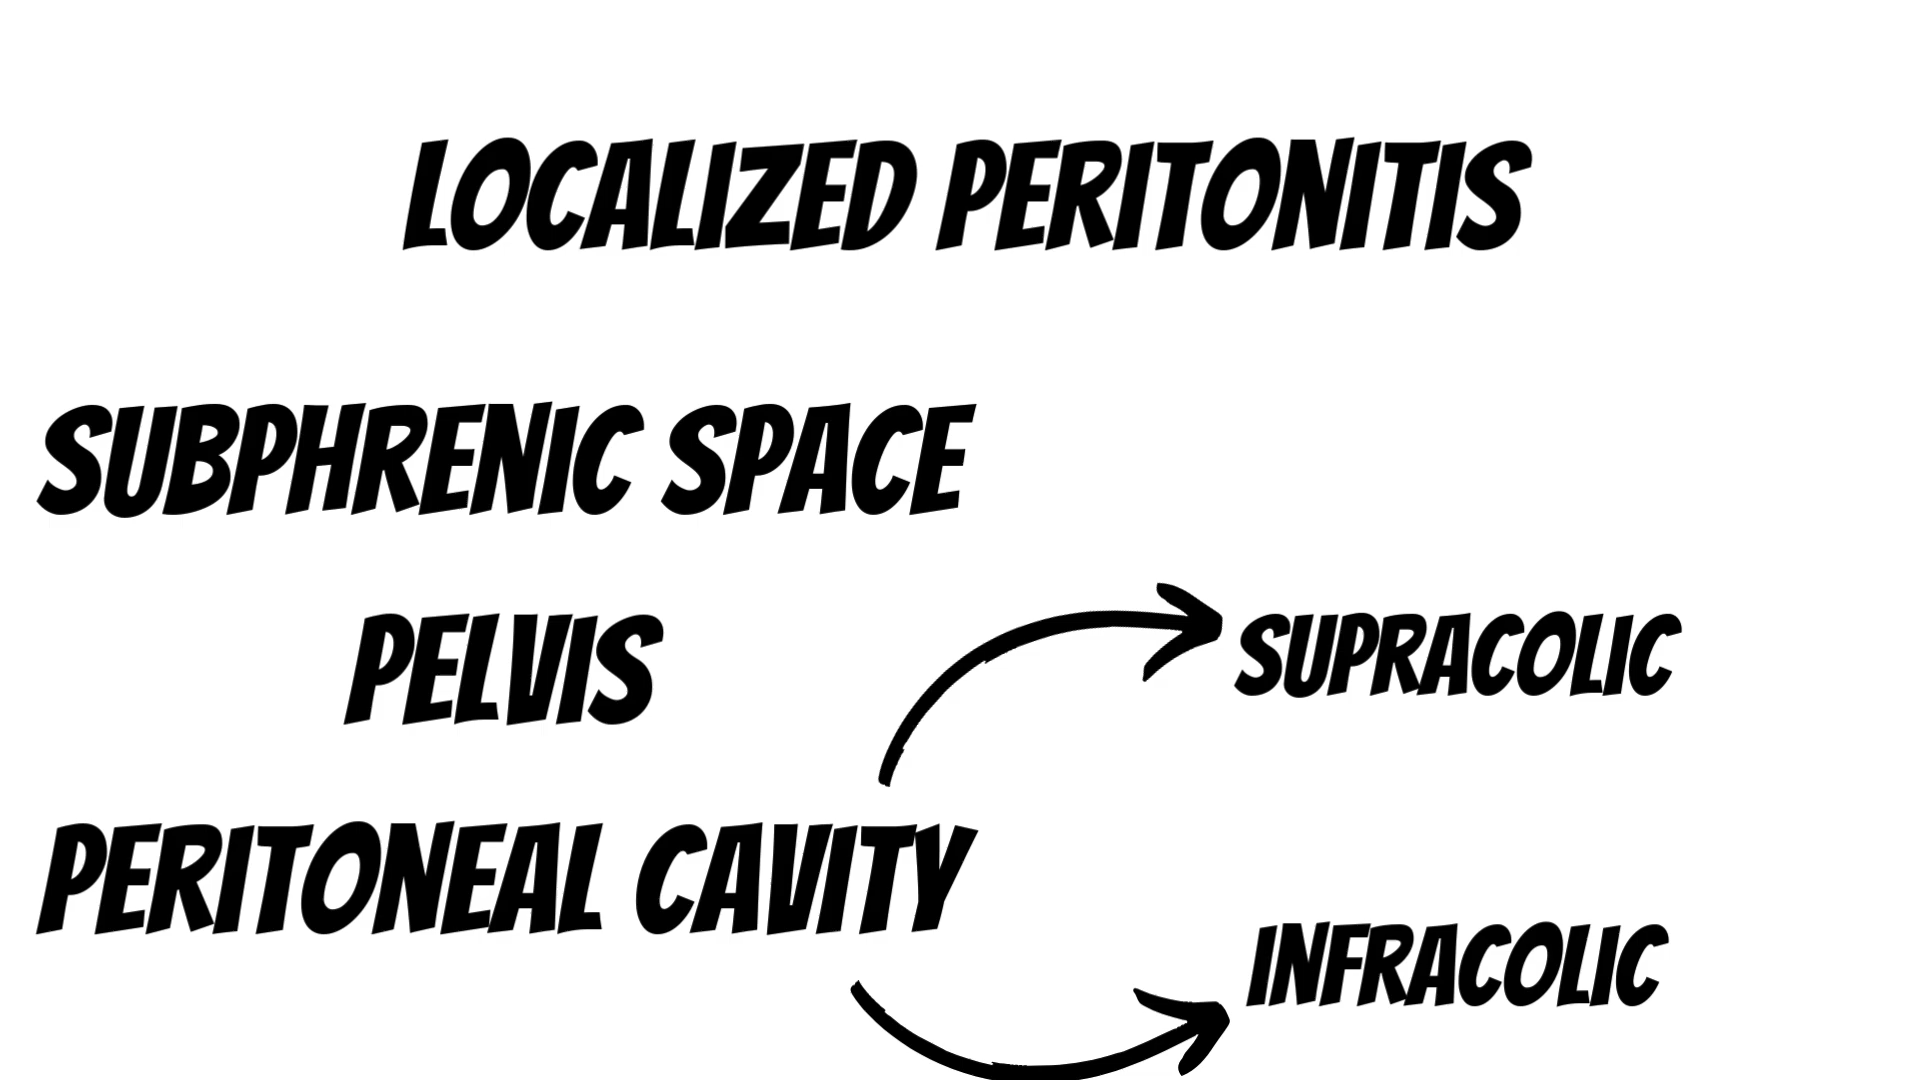 LOCALIZED PERITONITIS
SUBPHRENIC SPACE
PELVIS
SUPRACOLIC
PERITONEAL CAVITY
INFRACOLIC